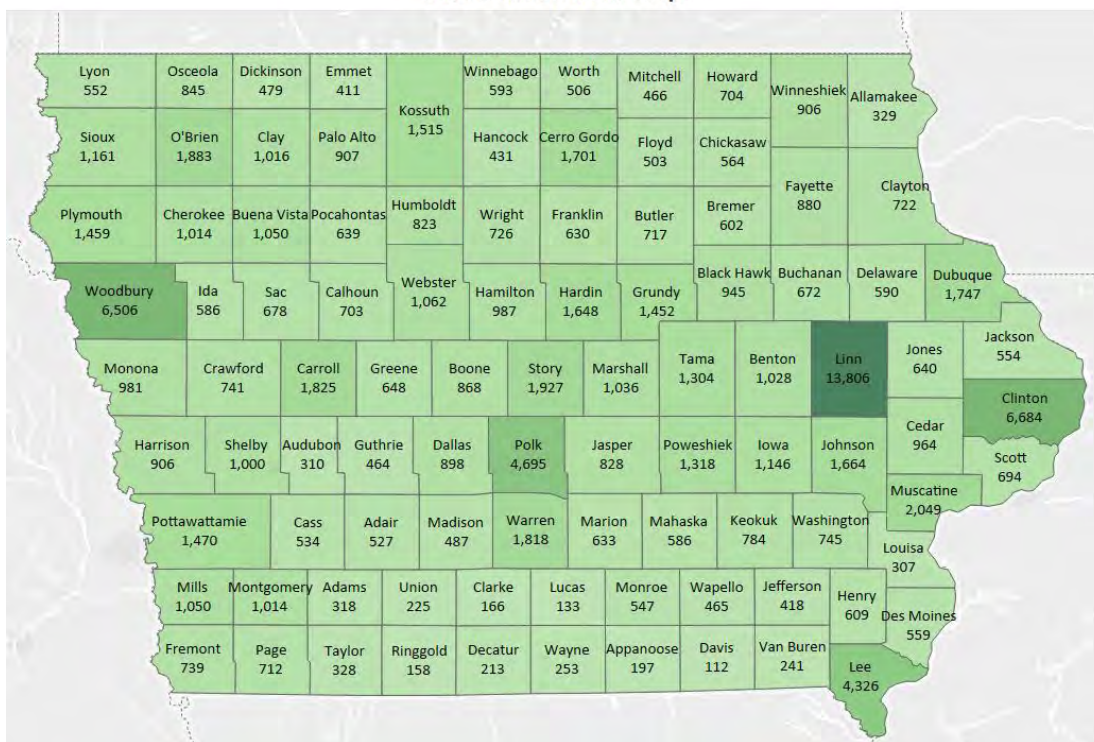 Lyon
552
Osceola
845
Dickinson
479
Emmet
411
Kossuth
1,515
Winnebago
593
Worth
506
Mitchell
466
Howard
704
Winneshiek
906
Allamakee
329
Sioux
1,161
O'Brien
1,883
Clay
1,016
Palo Alto
907
Hancock
431
Cerro Gordo
1,701
Floyd
503
Chickasaw
564
Fayette
880
Clayton
722
Plymouth
1,459
Cherokee
1,014
Buena Vista
1,050
Pocahontas
639
Humboldt
823
Wright
726
Franklin
630
Butler
717
Bremer
602
Woodbury
6,506
Ida
586
Sac
678
Calhoun
703
Webster
1,062
Hamilton
987
Hardin
1,648
Grundy
1,452
Black Hawk
945
Buchanan
672
Delaware
590
Dubuque
1,747
Monona
981
Crawford
741
Carroll
1,825
Greene
648
Boone
868
Story
1,927
Marshall
1,036
Tama
1,304
Benton
1,028
Linn
13,806
Jones
640
Jackson
554
Clinton
6,684
Harrison
906
Shelby
1,000
Audubon
310
Guthrie
464
Dallas
898
Polk
4,695
Jasper
828
Poweshiek
1,318
Iowa
1,146
Johnson
1,664
Cedar
964
Scott
694
Muscatine
2,049
Pottawattamie
1,470
Cass
534
Adair
527
Madison
487
Warren
1,818
Marion
633
Mahaska
586
Keokuk
784
Washington
745
Louisa
307
Mills
1,050
Montgomery
1,014
Adams
318
Union
225
Clarke
166
Lucas
133
Monroe
547
Wapello
465
Jefferson
418
Henry
609
Des Moines
559
Fremont
739
Page
712
Taylor
328
Ringgold
158
Decatur
213
Wayne
253
Appanoose
197
Davis
112
Van Buren
241
Lee
4,326